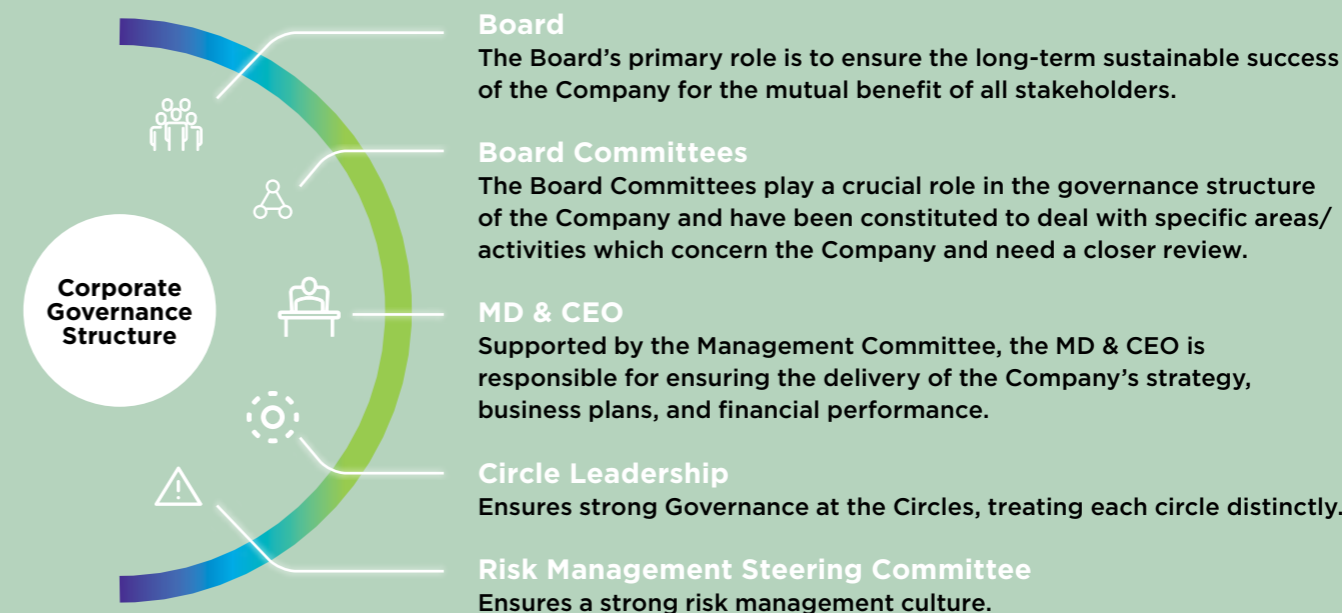 Corporate
Governance
Structure
Board
The Board’s primary role is to ensure the long-term sustainable success
of the Company for the mutual benefit of all stakeholders.
Board Committees
The Board Committees play a crucial role in the governance structure
of the Company and have been constituted to deal with specific areas/
activities which concern the Company and need a closer review.
MD & CEO
Supported by the Management Committee, the MD & CEO is
responsible for ensuring the delivery of the Company’s strategy,
business plans, and financial performance.
Circle Leadership
Ensures strong Governance at the Circles, treating each circle distinctly.
Risk Management Steering Committee
Ensures a strong risk management culture.